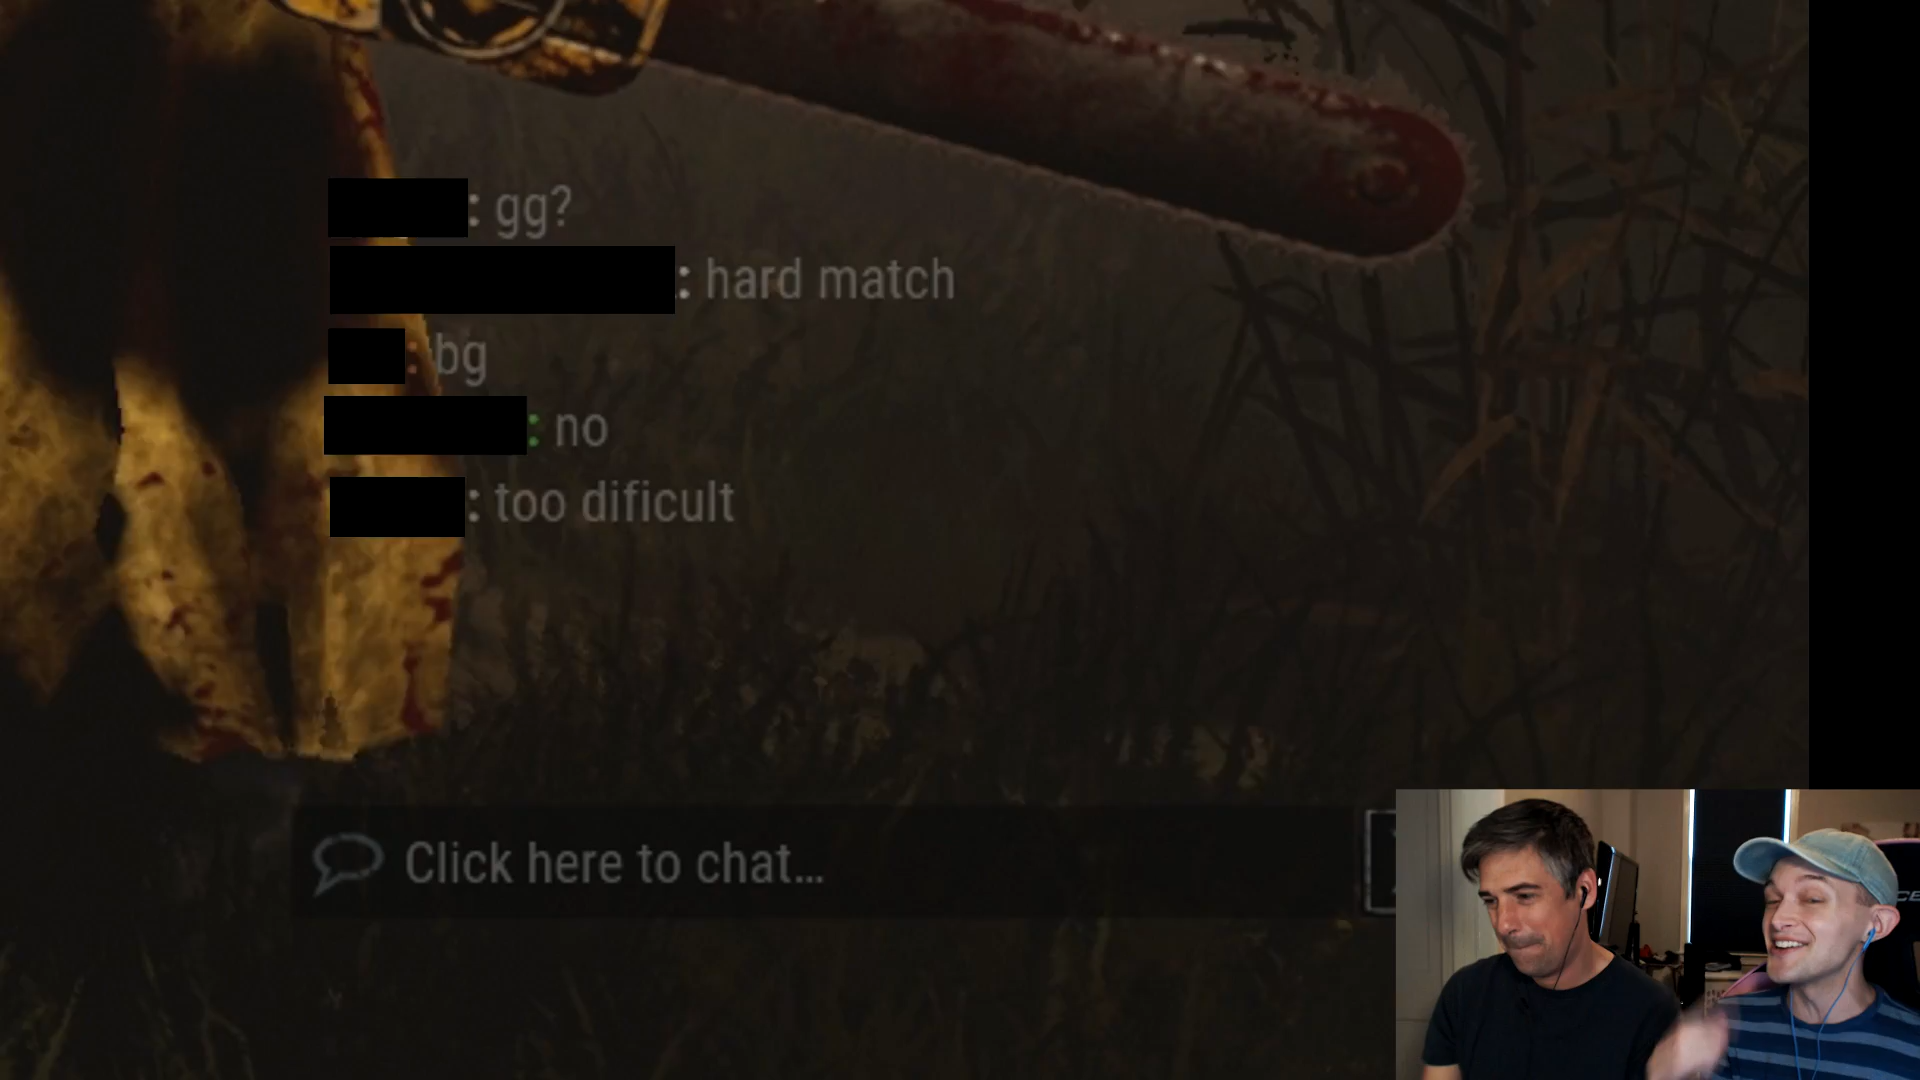 : gg?
: hard match
: bg
: no
: too dificult
Click here to chat...